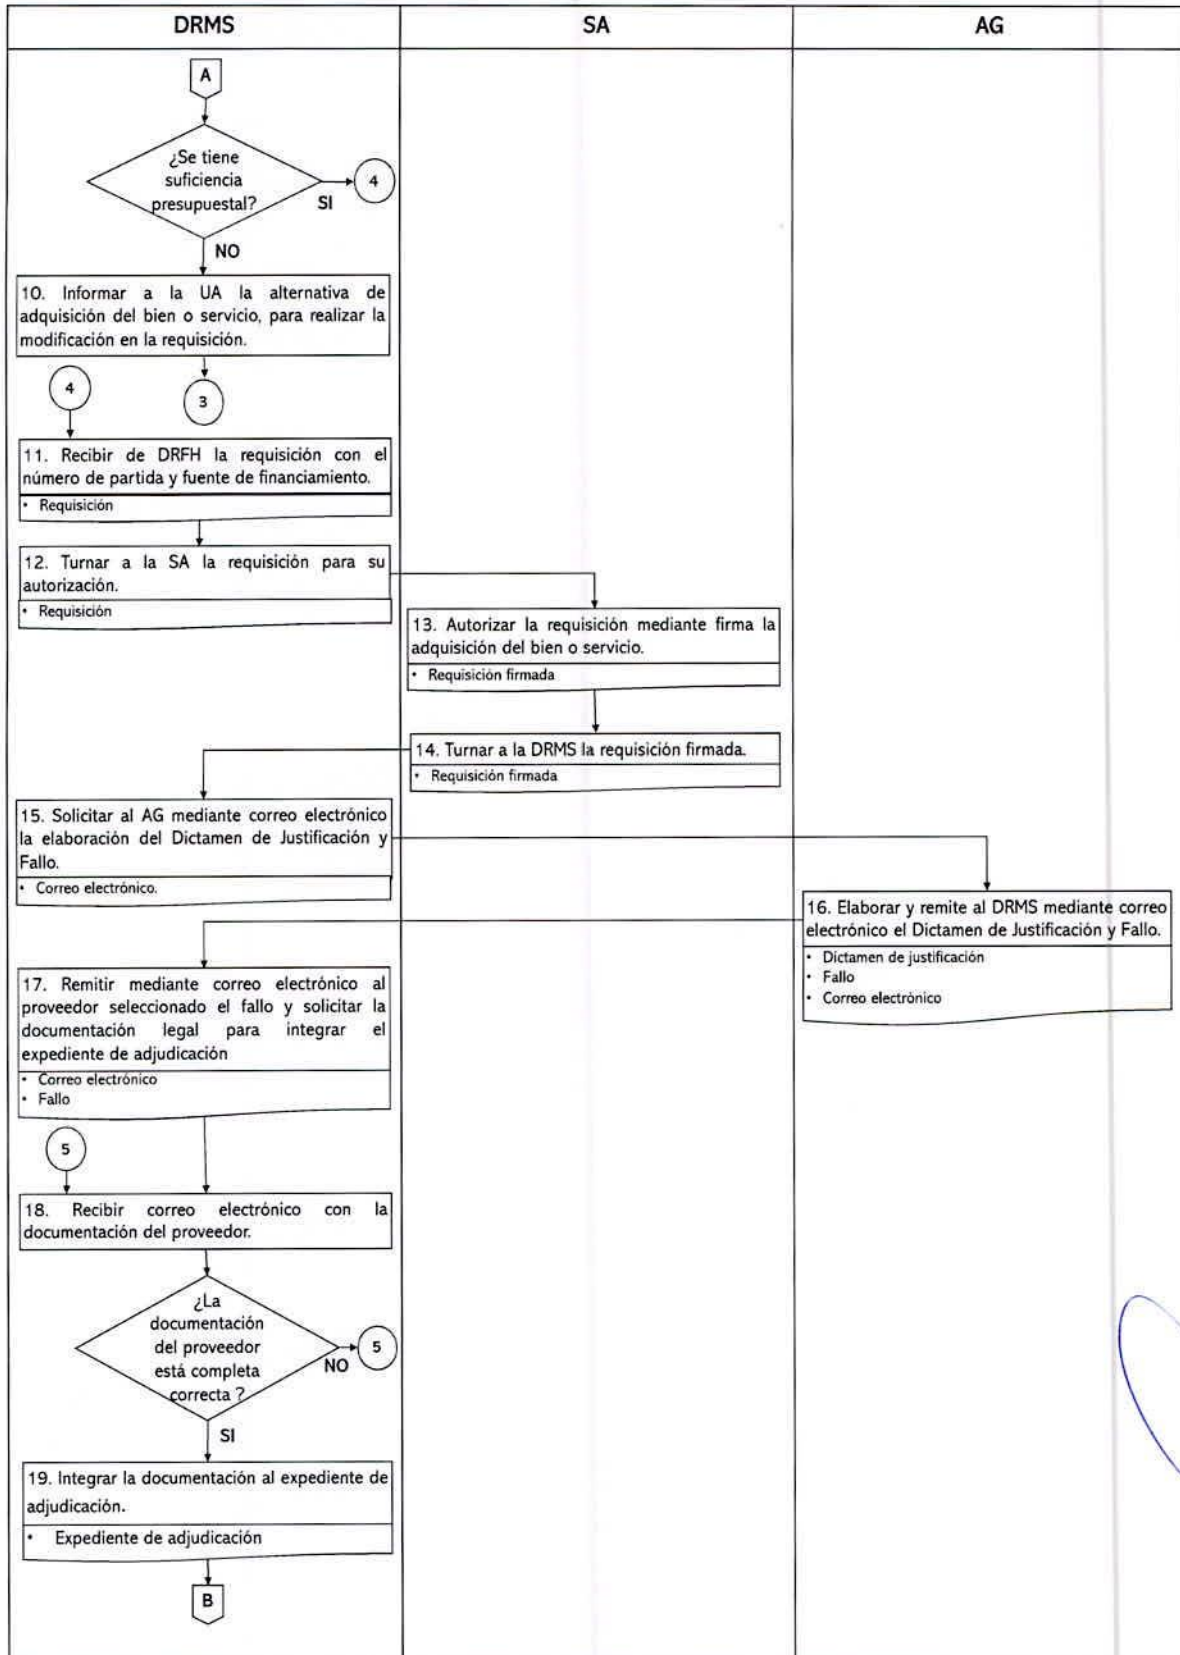 DRMS
SA
AG
A
¿Se tiene
suficiencia
presupuestal?
SI
4
NO
10. Informar a la UA la alternativa de
adquisición del bien o servicio, para realizar la
modificación en la requisición.
4
3
11. Recibir de DRFH la requisición con el
número de partida y fuente de financiamiento.
• Requisición
12. Turnar a la SA la requisición para su
autorización.
• Requisición
13. Autorizar la requisición mediante firma la
adquisición del bien o servicio.
• Requisición firmada
14. Turnar a la DRMS la requisición firmada.
• Requisición firmada
15. Solicitar al AG mediante correo electrónico
la elaboración del Dictamen de Justificación y
Fallo.
• Correo electrónico.
16. Elaborar y remite al DRMS mediante correo
electrónico el Dictamen de Justificación y Fallo.
• Dictamen de justificación
• Fallo
• Correo electrónico
17. Remitir mediante correo electrónico al
proveedor seleccionado el fallo y solicitar la
documentación legal para integrar el
expediente de adjudicación
• Correo electrónico
• Fallo
5
18. Recibir correo electrónico con la
documentación del proveedor.
¿La
documentación
del proveedor
está completa
correcta ?
NO
5
SI
19. Integrar la documentación al expediente de
adjudicación.
• Expediente de adjudicación
B